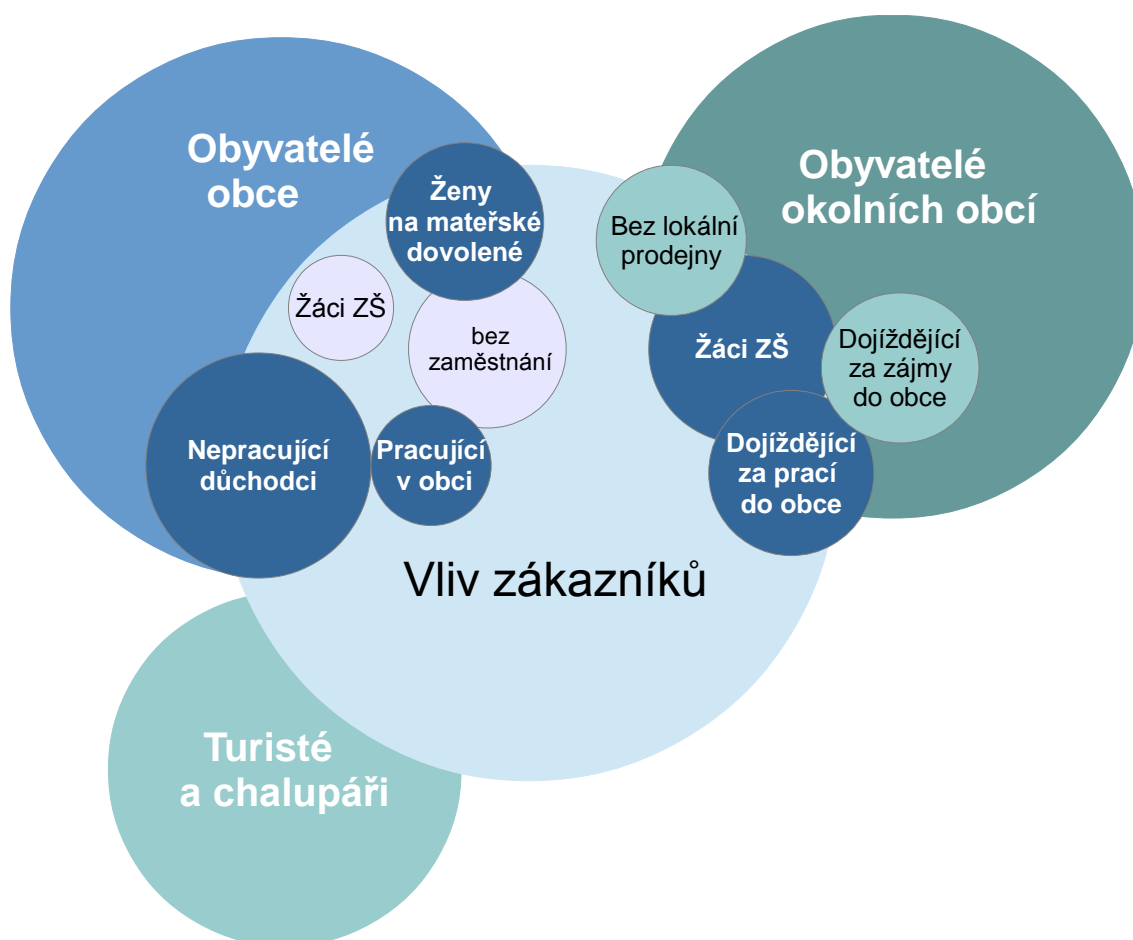 Obyvatelé
obce
Ženy
na mateřské
dovolené
Žáci ZŠ
bez
zaměstnání
Nepracující
důchodci
Pracující
v obci
Obyvatelé
okolních obcí
Bez lokální
prodejny
Žáci ZŠ
Dojíždějící
za zájmy
do obce
Dojíždějící
za prací
do obce
Vliv zákazníků
Turisté
a chalupáři